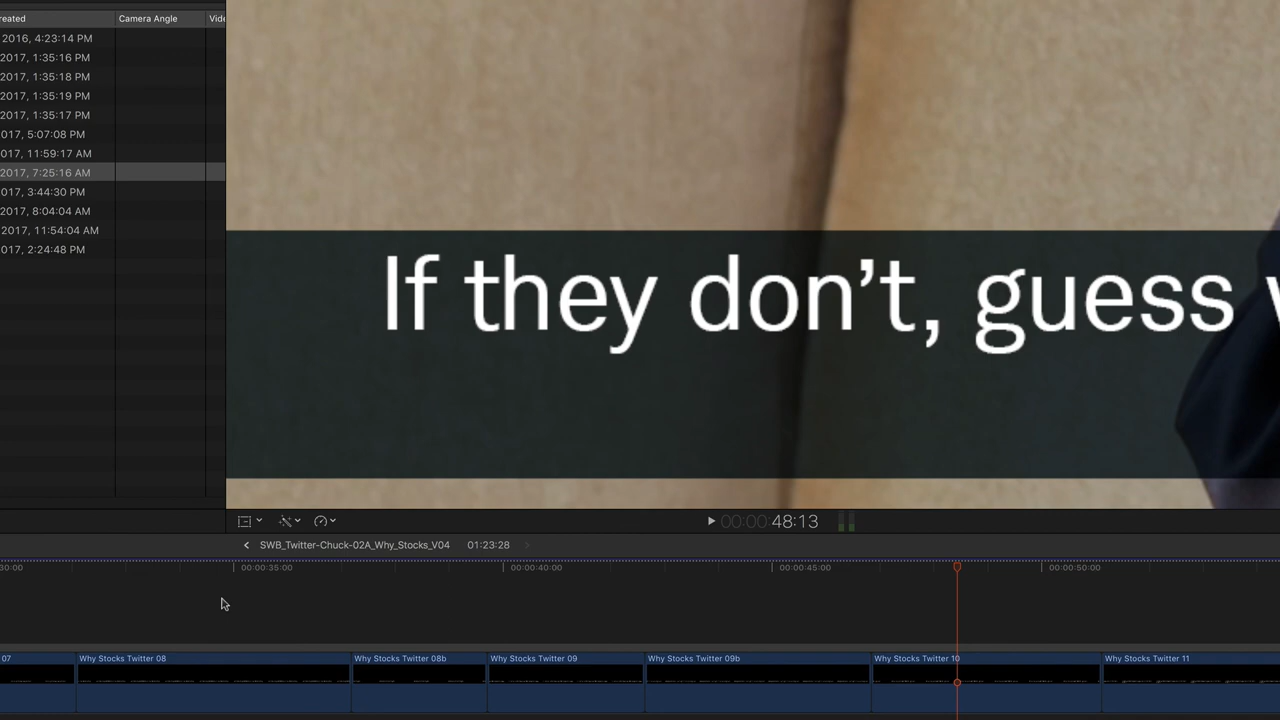 reated Camera Angle Vide
2016, 4:23:14 PM
2017, 1:35:16 PM
2017, 1:35:18 PM
2017, 1:35:19 PM
2017, 1:35:17 PM
017, 5:07:08 PM
017, 11:59:17 AM
2017, 7:25:16 AM
017, 3:44:30 PM
2017, 8:04:04 AM
2017, 11:54:04 AM
017, 2:24:48 PM
If they don’t, guess
00:00:48:13
SWB_Twitter-Chuck-02A_Why_Stocks_V04 01:23:28
30:00 00:00:35:00 00:00:40:00 00:00:45:00 00:00:50:00
07 Why Stocks Twitter 08 Why Stocks Twitter 08b Why Stocks Twitter 09 Why Stocks Twitter 09b Why Stocks Twitter 10 Why Stocks Twitter 11